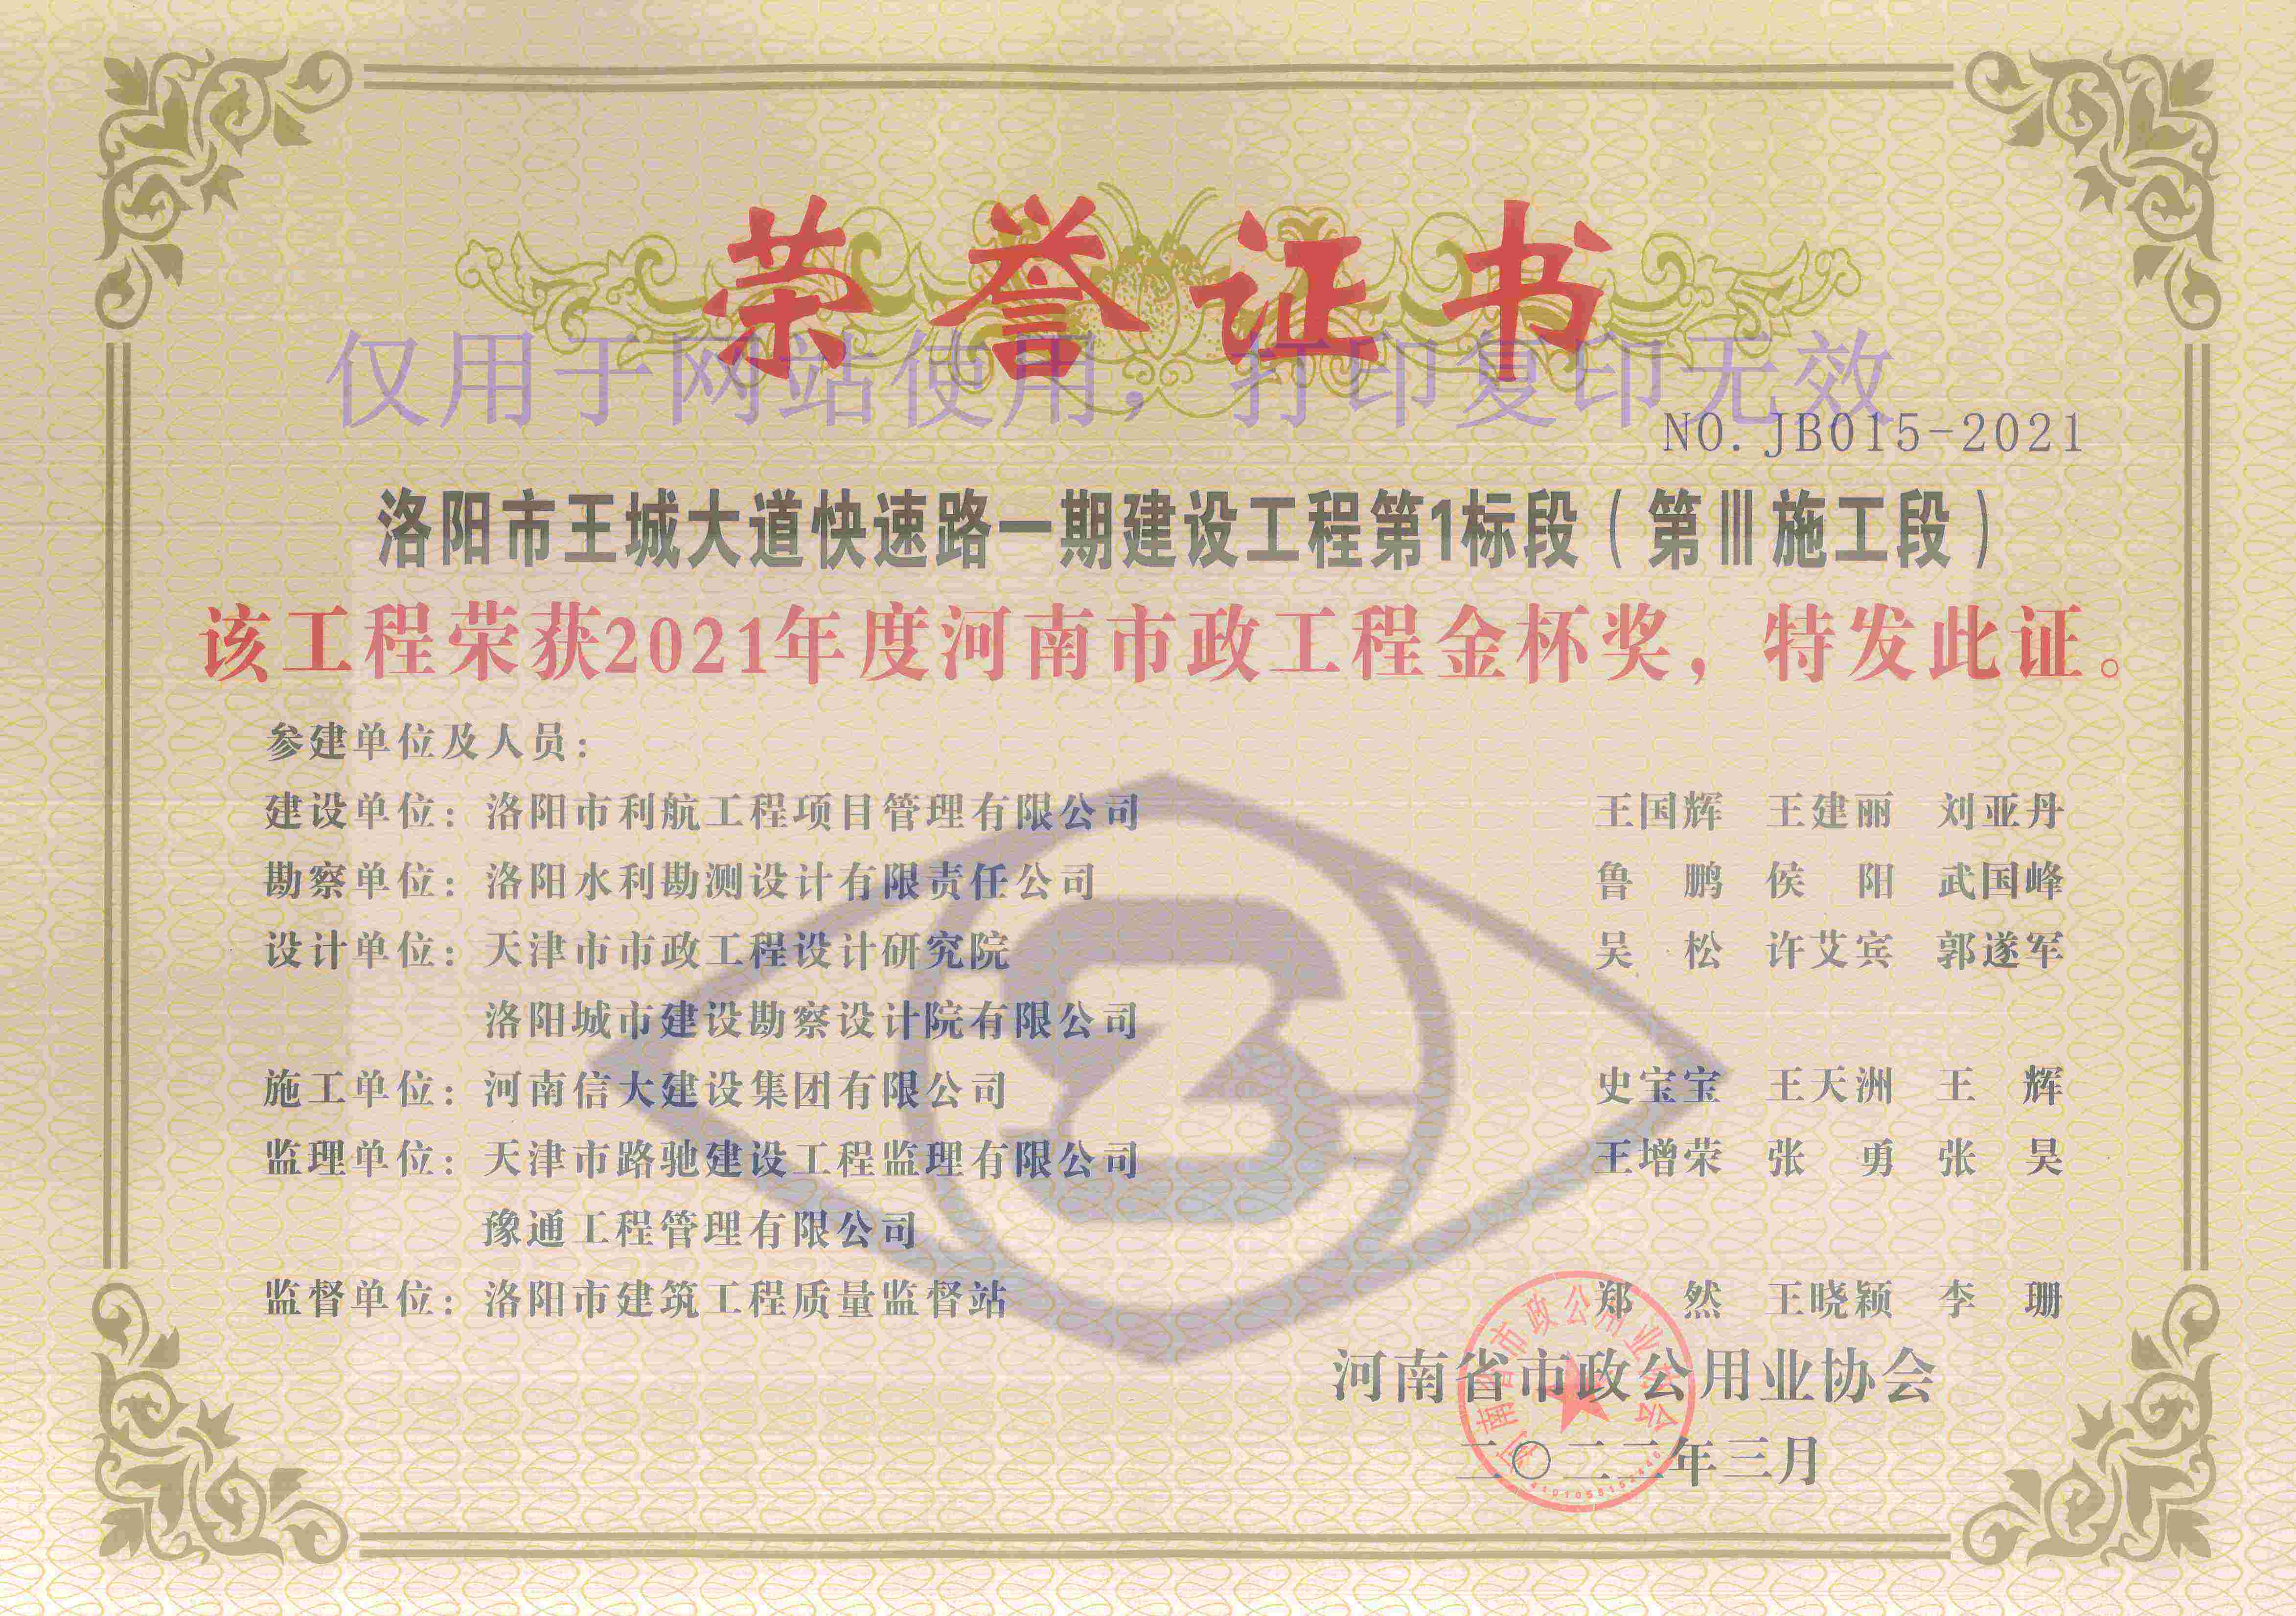 荣誉证书
仅用于网站使用，打印复印无效
NO.JB015-2021
洛阳市王城大道快速路一期建设工程第1标段（第Ⅲ施工段）
该工程荣获2021年度河南市政工程金杯奖，特发此证。
参建单位及人员：
建设单位：洛阳市利航工程项目管理有限公司 王国辉 王建丽 刘亚丹
勘察单位：洛阳水利勘测设计有限责任公司 鲁 鹏 侯 阳 武国峰
设计单位：天津市市政工程设计研究院 吴 松 许艾宾 郭遂军
洛阳城市建设勘察设计院有限公司
施工单位：河南信大建设集团有限公司 史宝宝 王天洲 王 辉
监理单位：天津市路驰建设工程监理有限公司 王增荣 张 勇 张 昊
豫通工程管理有限公司
监督单位：洛阳市建筑工程质量监督站 郑 然 王晓颖 李 珊
河南省市政公用业协会
河南省市政公用业协会
二〇二二年三月